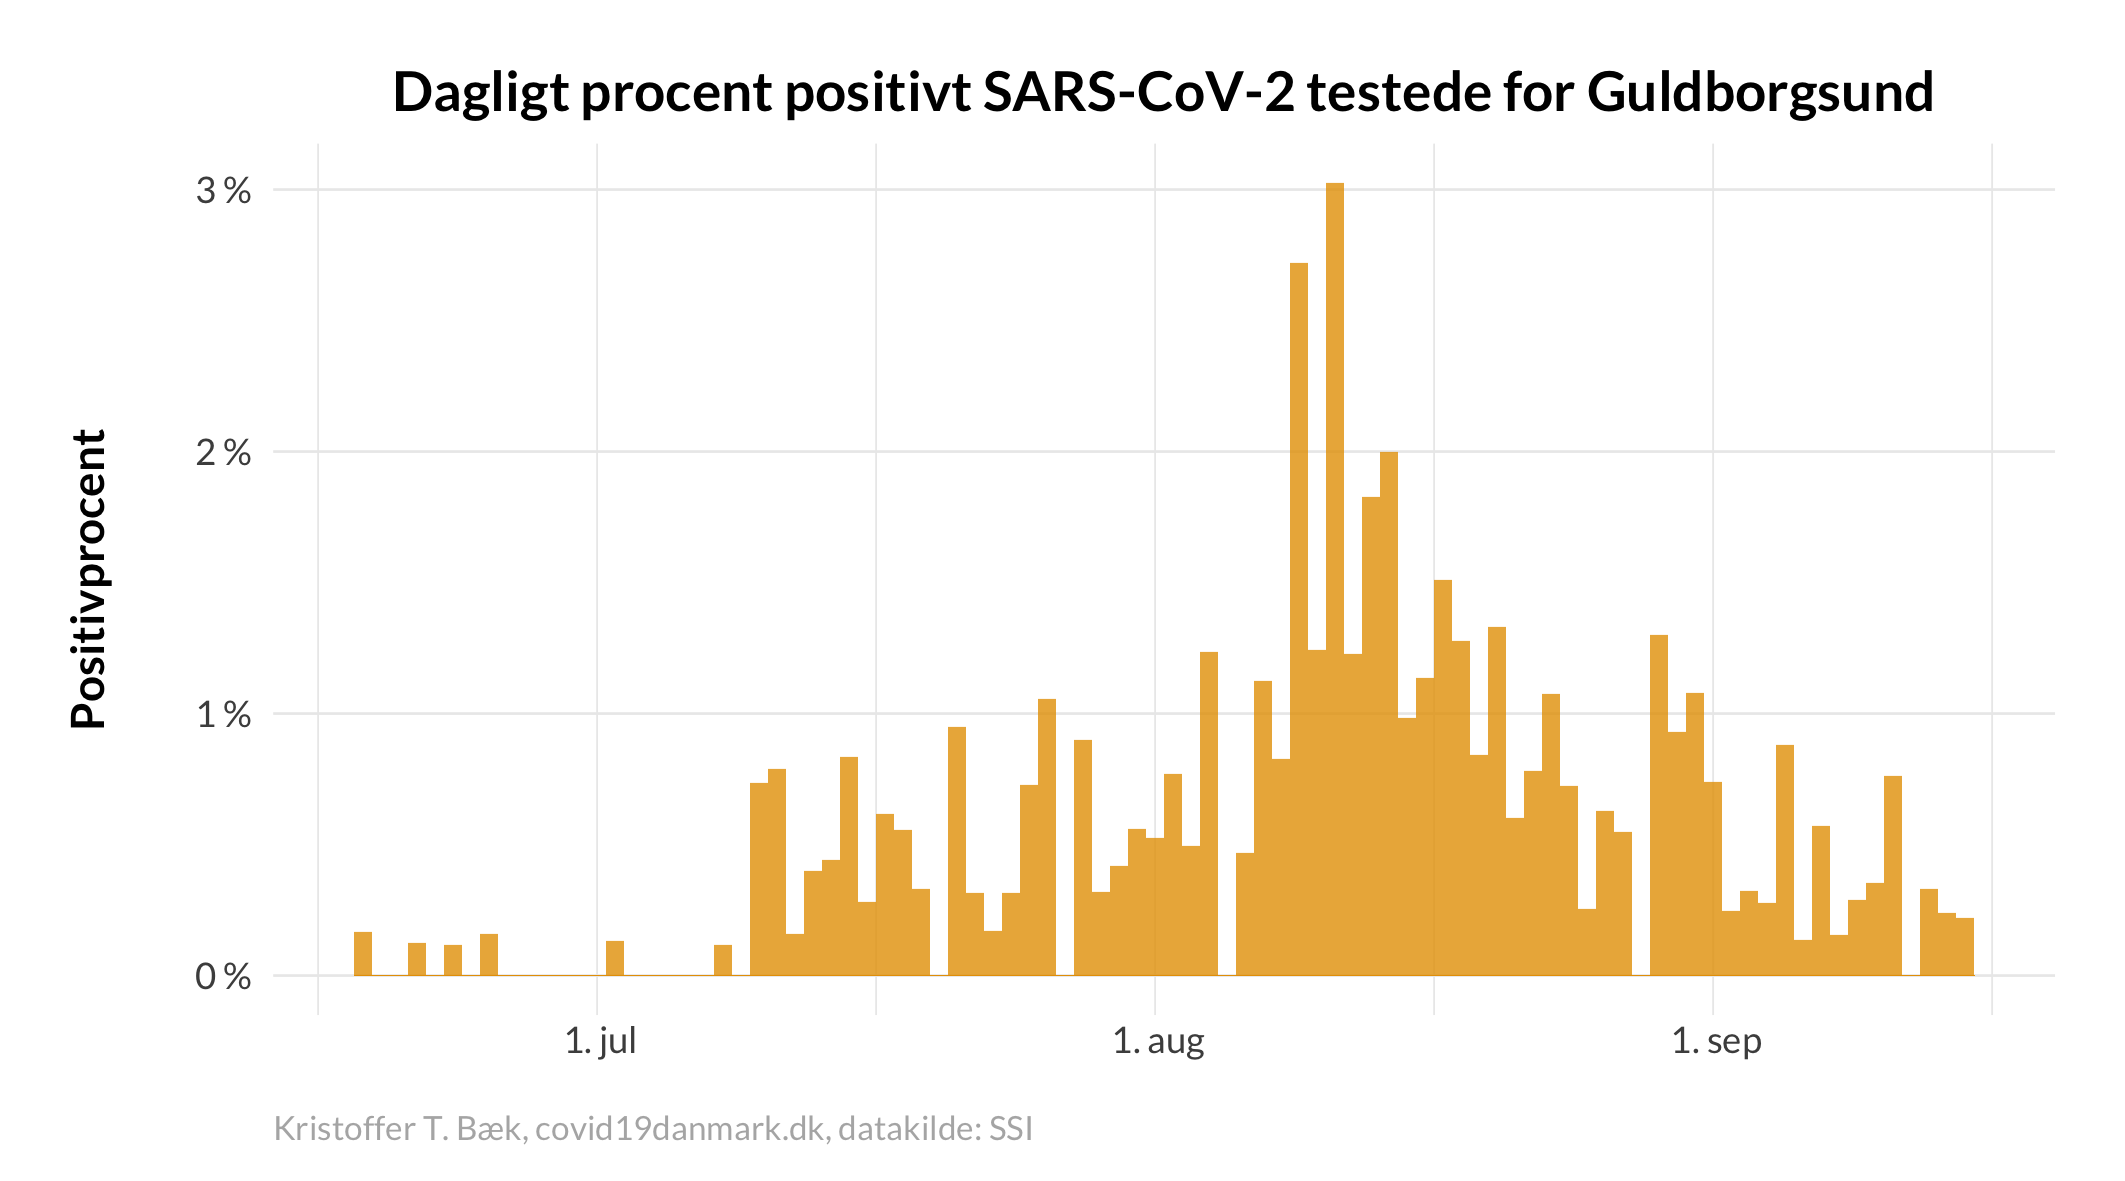 Dagligt procent positivt SARS-CoV-2 testede for Guldborgsund
Positivprocent
3 %
2 %
1 %
0 %
1. jul
1. aug
1. sep
Kristoffer T. Bæk, covid19danmark.dk, datakilde: SSI